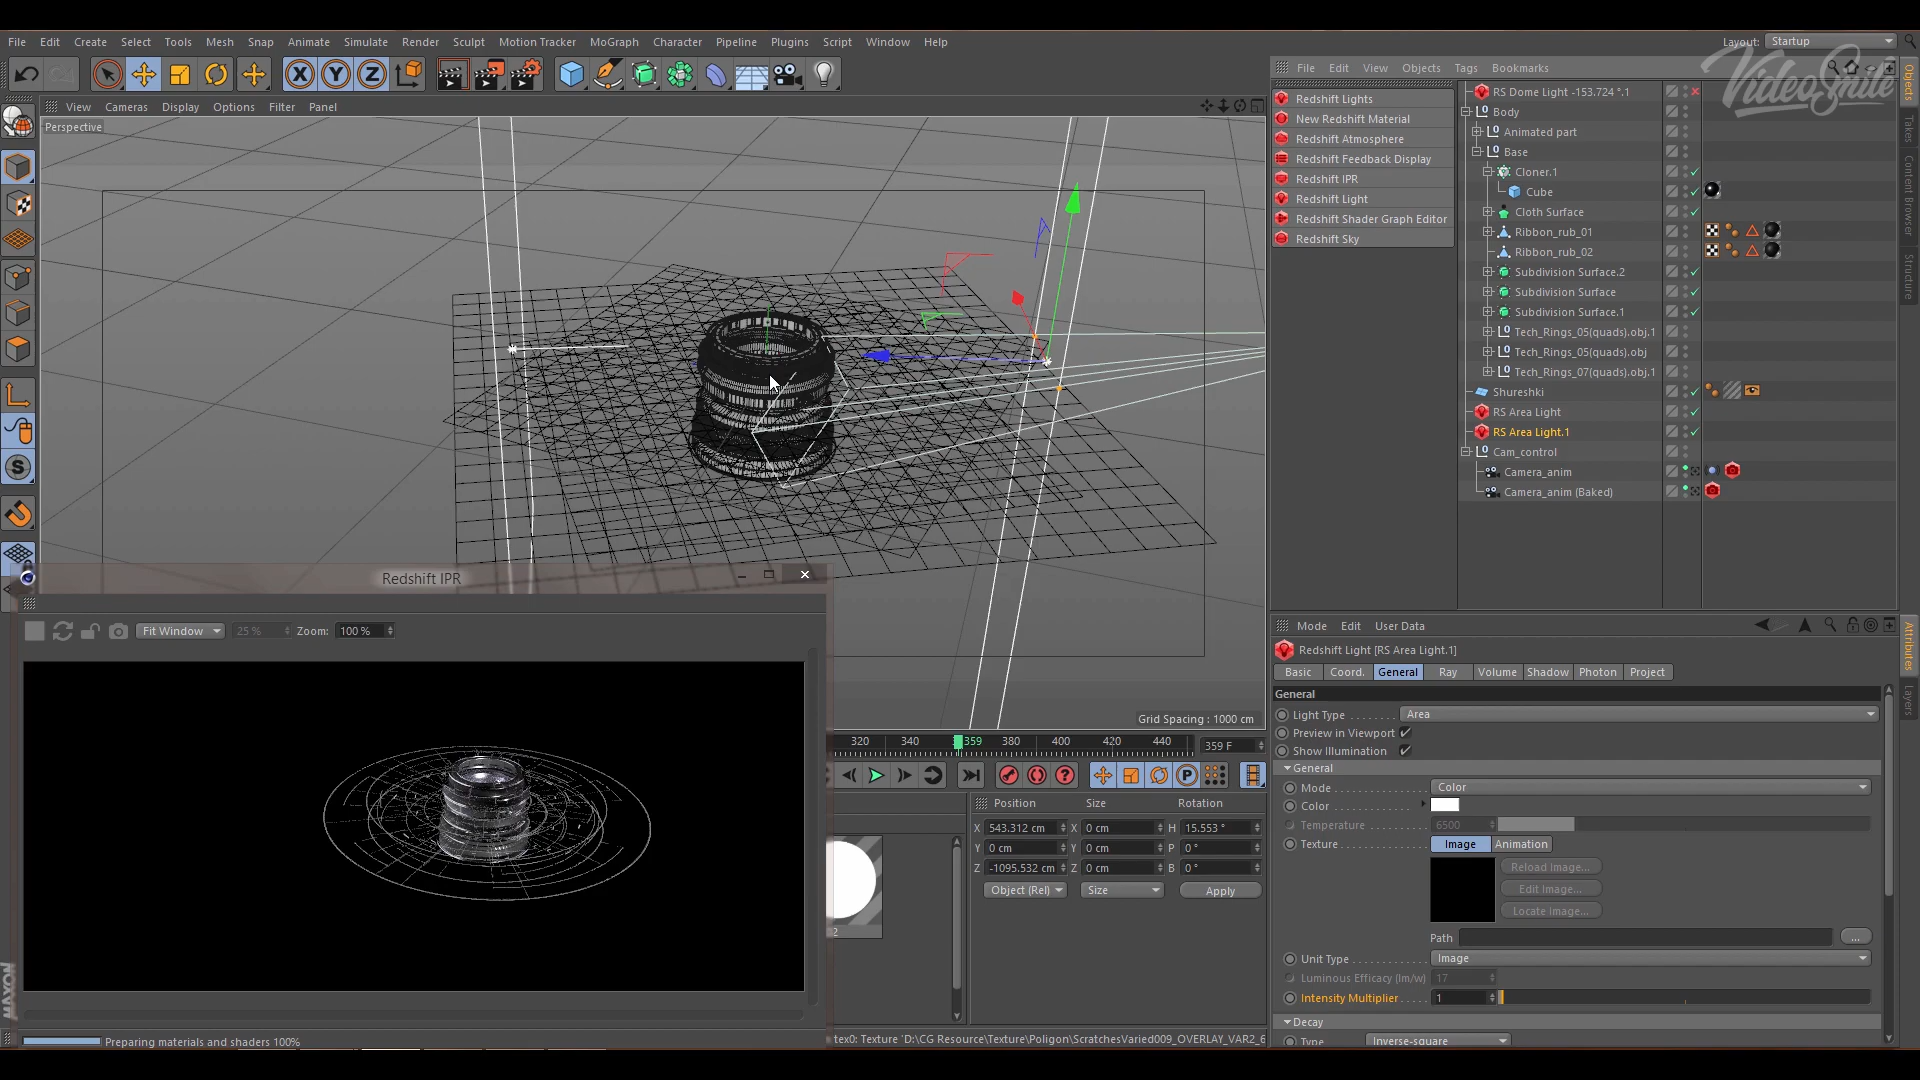 File Edit Create Select Tools Mesh Snap Animate Simulate Render Sculpt Motion Tracker MoGraph Character Pipeline Plugins Script Window Help
Layout: Startup
VideoSmile
File Edit View Objects Tags Bookmarks
View Cameras Display Options Filter Panel
Perspective
Redshift Lights
New Redshift Material
Redshift Atmosphere
Redshift Feedback Display
Redshift IPR
Redshift Light
Redshift Shader Graph Editor
Redshift Sky
RS Dome Light -153.724 °.1
Body
Animated part
Base
Cloner.1
Cube
Cloth Surface
Ribbon_rub_01
Ribbon_rub_02
Subdivision Surface.2
Subdivision Surface
Subdivision Surface.1
Tech_Rings_05(quads).obj.1
Tech_Rings_05(quads).obj
Tech_Rings_07(quads).obj.1
Shureshki
RS Area Light
RS Area Light.1
Cam_control
Camera_anim
Camera_anim (Baked)
Objects
Takes
Content Browser
Structure
Grid Spacing : 1000 cm
Redshift IPR
Fit Window 25 % Zoom: 100 %
320 340 359 380 400 420 440 359 F
Position Size Rotation
X 543.312 cm X 0 cm H 15.553 °
Y 0 cm Y 0 cm P 0 °
Z -1095.532 cm Z 0 cm B 0 °
Object (Rel) Size Apply
2
MAXON
Preparing materials and shaders 100%
tex0: Texture 'D:\CG Resource\Texture\Poligon\ScratchesVaried009_OVERLAY_VAR2_6
Mode Edit User Data
Redshift Light [RS Area Light.1]
Basic Coord. General Ray Volume Shadow Photon Project
General
Light Type Area
Preview in Viewport
Show Illumination
General
Mode Color
Color
Temperature 6500
Texture Image Animation
Reload Image...
Edit Image...
Locate Image...
Path ...
Unit Type Image
Luminous Efficacy (lm/w) 17
Intensity Multiplier 1
Decay
Type Inverse-square
Attributes
Layers